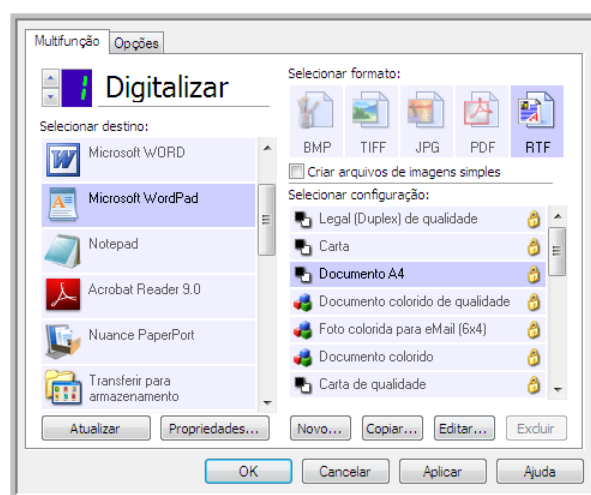 Multifunção
Opções
1
Digitalizar
Selecionar destino:
Microsoft WORD
Microsoft WordPad
Notepad
Acrobat Reader 9.0
Nuance PaperPort
Transferir para
armazenamento
Atualizar
Propriedades...
Selecionar formato:
BMP
TIFF
JPG
PDF
RTF
Criar arquivos de imagens simples
Selecionar configuração:
Legal (Duplex) de qualidade
Carta
Documento A4
Documento colorido de qualidade
Foto colorida para eMail (6x4)
Documento colorido
Carta de qualidade
Novo...
Copiar...
Editar...
Excluir
OK
Cancelar
Aplicar
Ajuda